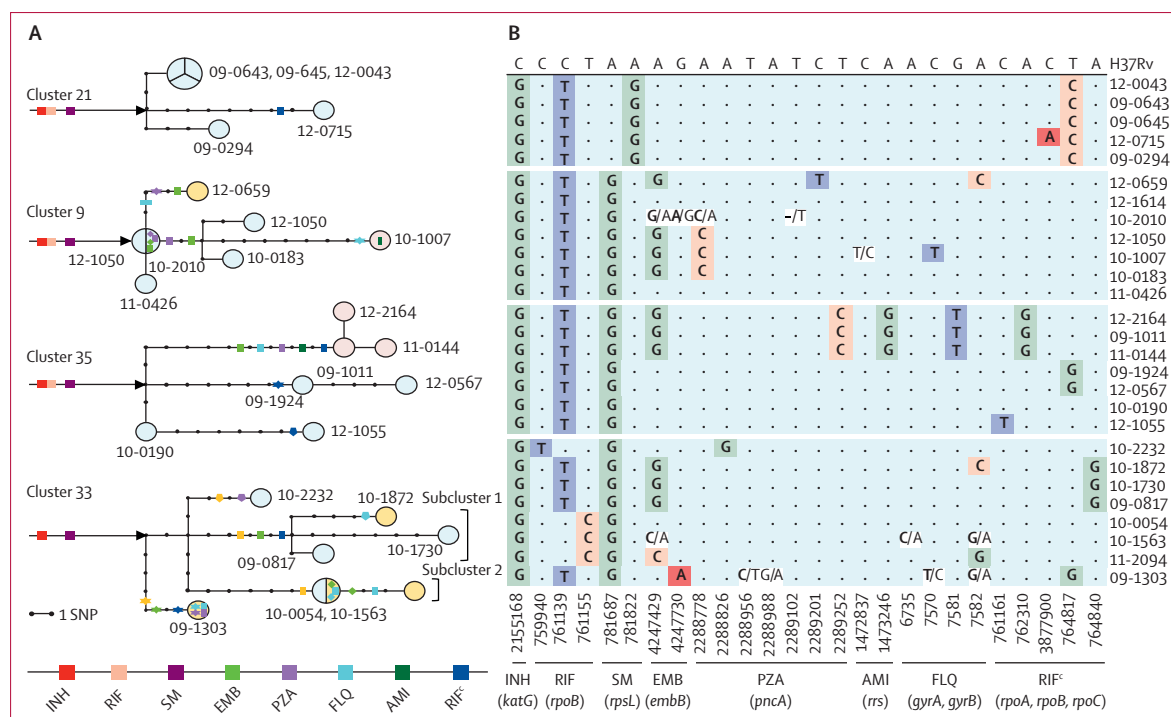 A
Cluster 21
09-0643, 09-645, 12-0043
12-0715
09-0294
Cluster 9
12-0659
12-1050
12-1050
10-2010
10-0183
10-1007
11-0426
Cluster 35
12-2164
11-0144
09-1011
09-1924
12-0567
10-0190
12-1055
Cluster 33
10-2232
10-1872
Subcluster 1
09-0817
10-1730
Subcluster 2
10-0054, 10-1563
09-1303
1 SNP
INH RIF SM EMB PZA FLQ AMI RIFᶜ
B
C C C T A A A G A A T A T C T C A A C G A C A C T A H37Rv
G . T . . G . . . . . . . . . . . . . . . . . . C . 12-0043
G . T . . G . . . . . . . . . . . . . . . . . . C . 09-0643
G . T . . G . . . . . . . . . . . . . . . . . . C . 09-0645
G . T . . G . . . . . . . . . . . . . . . . . A C . 12-0715
G . T . . G . . . . . . . . . . . . . . . . . . C . 09-0294
G . T . G . G . . . . . . T . . . . . . C . . . . . 12-0659
G . T . G . . . . . . . . . . . . . . . . . . . . . 12-1614
G . T . G . G/AA/GC/A . . . -/T . . . . . . . . . . . . . 10-2010
G . T . G . G . C . . . . . . . . . . . . . . . . . 12-1050
G . T . G . G . C . . . . . . T/C . . T . . . . . . . 10-1007
G . T . G . G . C . . . . . . . . . . . . . . . . . 10-0183
G . T . G . . . . . . . . . . . . . . . . . . . . . 11-0426
G . T . G . G . . . . . . . C . G . . T . . G . . . 12-2164
G . T . G . G . . . . . . . C . G . . T . . G . . . 09-1011
G . T . G . G . . . . . . . C . G . . T . . G . . . 11-0144
G . T . G . . . . . . . . . . . . . . . . . . . G . 09-1924
G . T . G . . . . . . . . . . . . . . . . . . . G . 12-0567
G . T . G . . . . . . . . . . . . . . . . . . . . . 10-0190
G . T . G . . . . . . . . . . . . . . . . T . . . . 12-1055
G T . . G . . . . G . . . . . . . . . . . . . . . . 10-2232
G . T . G . G . . . . . . . . . . . . . C . . . . G 10-1872
G . T . G . G . . . . . . . . . . . . . . . . . . G 10-1730
G . T . G . G . . . . . . . . . . . . . . . . . . G 09-0817
G . . C G . . . . . . . . . . . . . . . . . . . . . 10-0054
G . . C G . C/A . . . . . . . . . . C/A . . G/A . . . . . 10-1563
G . . C G . C . . . . . . . . . . . . . G . . . . . 11-2094
G . T . G . . A . . C/TG/A . . . . . . T/C . G/A . . . G . 09-1303
2155168 759940 761139 761155 781687 781822 4247429 4247730 2288778 2288826 2288956 2288988 2289102 2289201 2289252 1472837 1473246 6735 7570 7581 7582 761161 762310 3877900 764817 764840
INH RIF SM EMB PZA AMI FLQ RIFᶜ
(katG) (rpoB) (rpsL) (embB) (pncA) (rrs) (gyrA, gyrB) (rpoA, rpoB, rpoC)